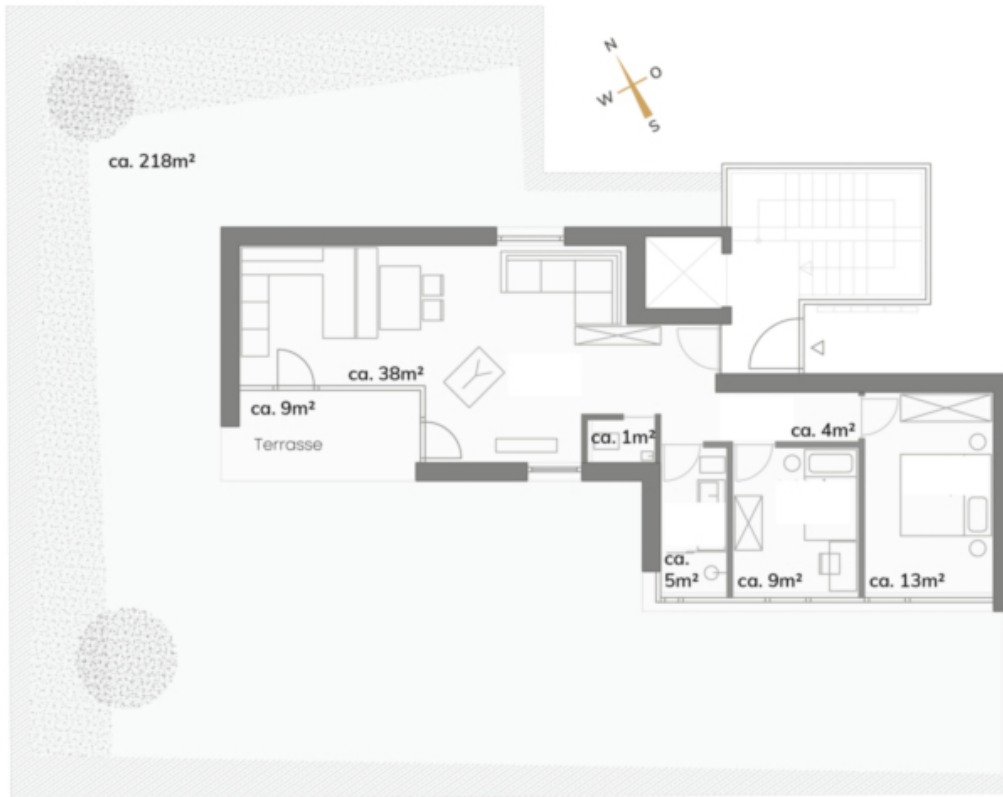 N
O
W
S
ca. 218m²
ca. 38m²
ca. 9m²
Terrasse
ca. 1m²
ca. 4m²
ca.
5m²
ca. 9m²
ca. 13m²